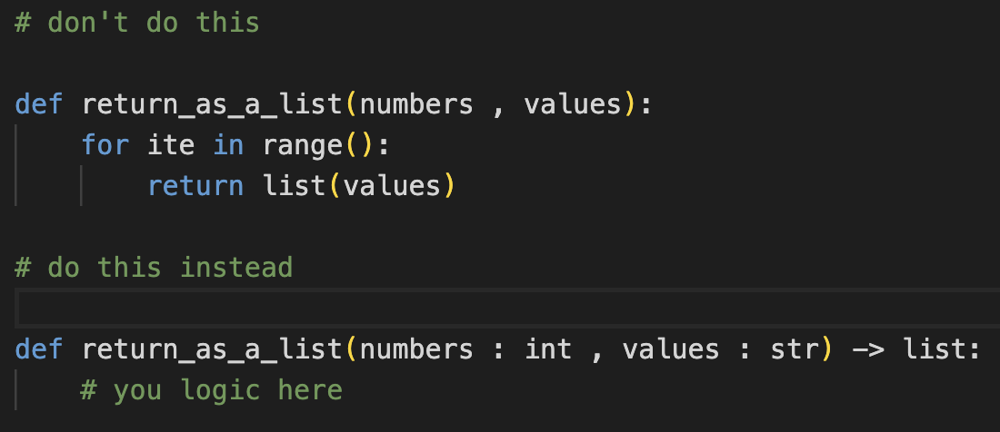 # don't do this
def return_as_a_list(numbers , values):
    for ite in range():
        return list(values)
# do this instead
def return_as_a_list(numbers : int , values : str) -> list:
    # you logic here